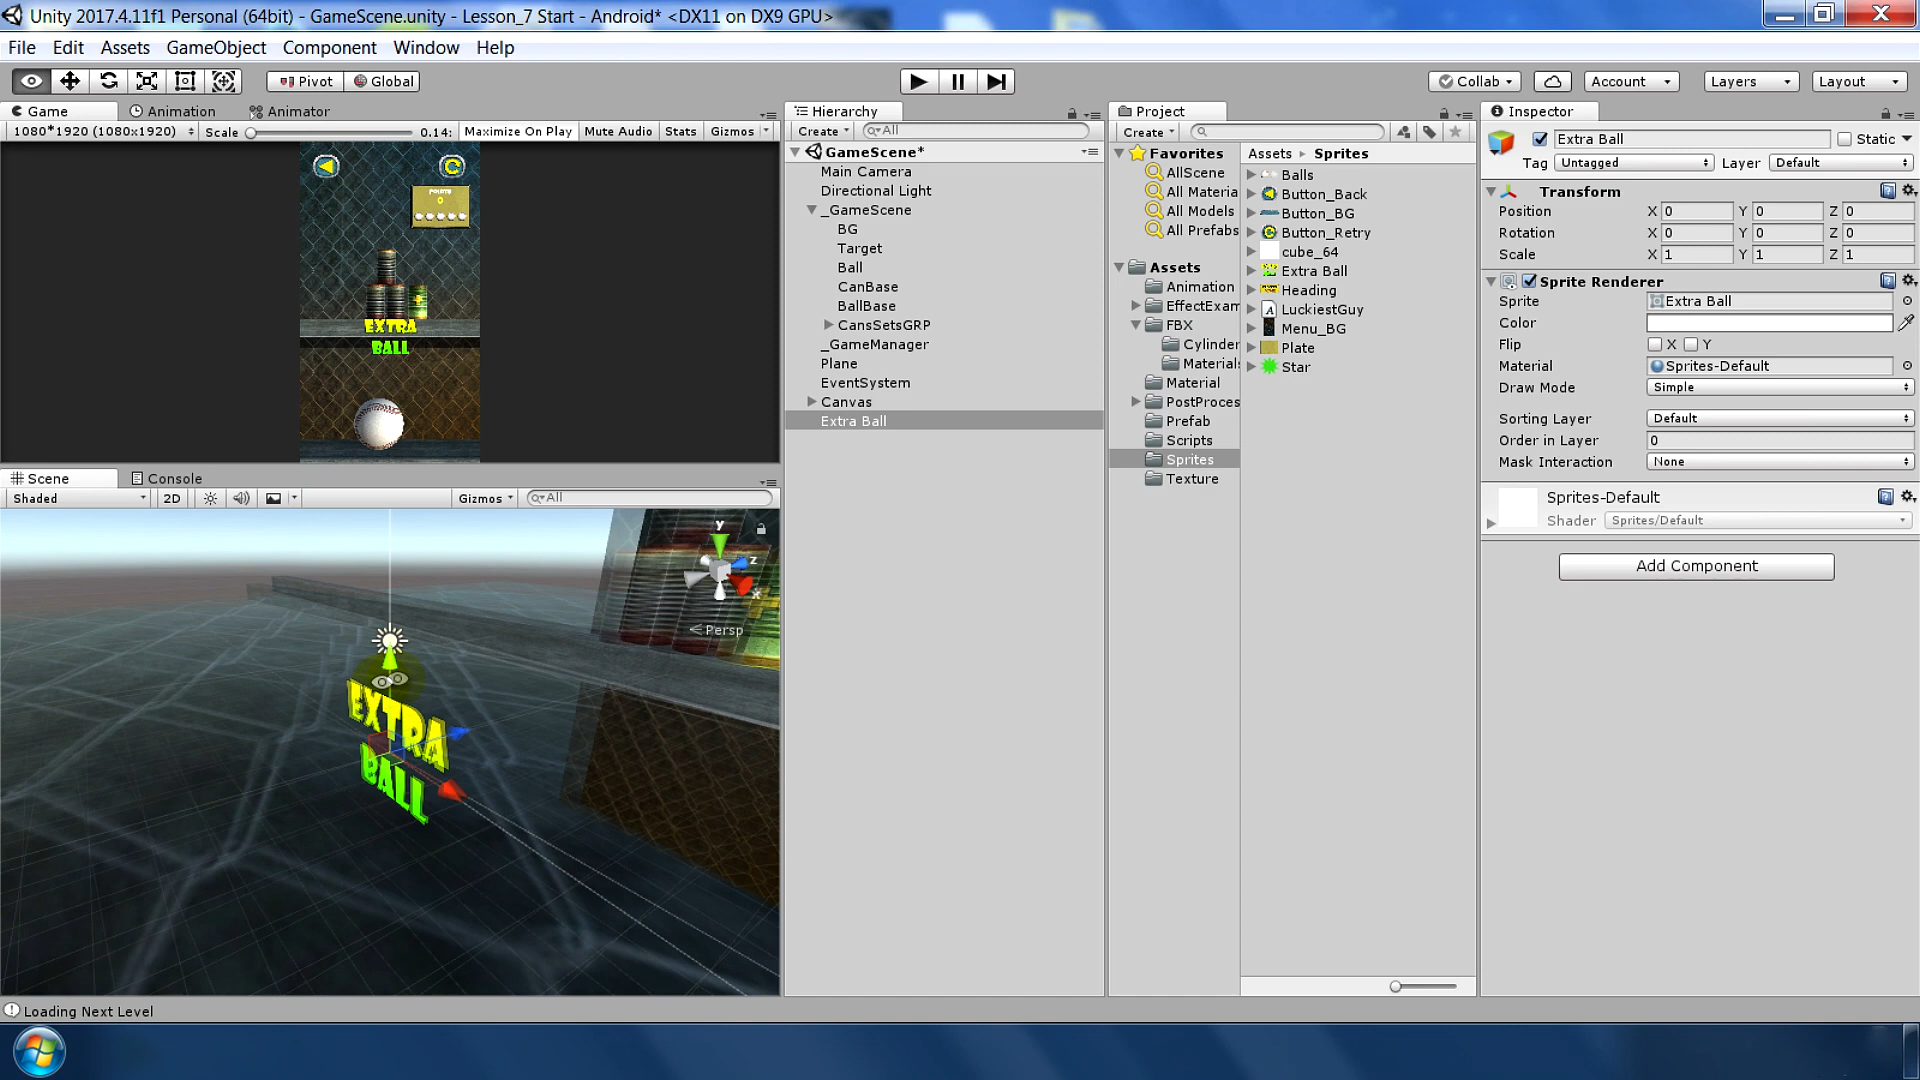 Unity 2017.4.11f1 Personal (64bit) - GameScene.unity - Lesson_7 Start - Android* <DX11 on DX9 GPU>
File Edit Assets GameObject Component Window Help
Pivot Global Collab Account Layers Layout
Game Animation Animator
1080*1920 (1080x1920) Scale 0.14: Maximize On Play Mute Audio Stats Gizmos
POINTS
0
EXTRA
BALL
Scene Console
Shaded 2D Gizmos All
y
z
x
Persp
EXTRA
BALL
Hierarchy
Create All
GameScene*
Main Camera
Directional Light
_GameScene
BG
Target
Ball
CanBase
BallBase
CansSetsGRP
_GameManager
Plane
EventSystem
Canvas
Extra Ball
Project
Create
Favorites
AllScene
All Materia
All Models
All Prefabs
Assets
Animation
EffectExam
FBX
Cylinder
Materials
Material
PostProces
Prefab
Scripts
Sprites
Texture
Assets Sprites
Balls
Button_Back
Button_BG
Button_Retry
cube_64
Extra Ball
Heading
LuckiestGuy
Menu_BG
Plate
Star
Inspector
Extra Ball Static
Tag Untagged Layer Default
Transform
Position X 0 Y 0 Z 0
Rotation X 0 Y 0 Z 0
Scale X 1 Y 1 Z 1
Sprite Renderer
Sprite Extra Ball
Color
Flip X Y
Material Sprites-Default
Draw Mode Simple
Sorting Layer Default
Order in Layer 0
Mask Interaction None
Sprites-Default
Shader Sprites/Default
Add Component
Loading Next Level